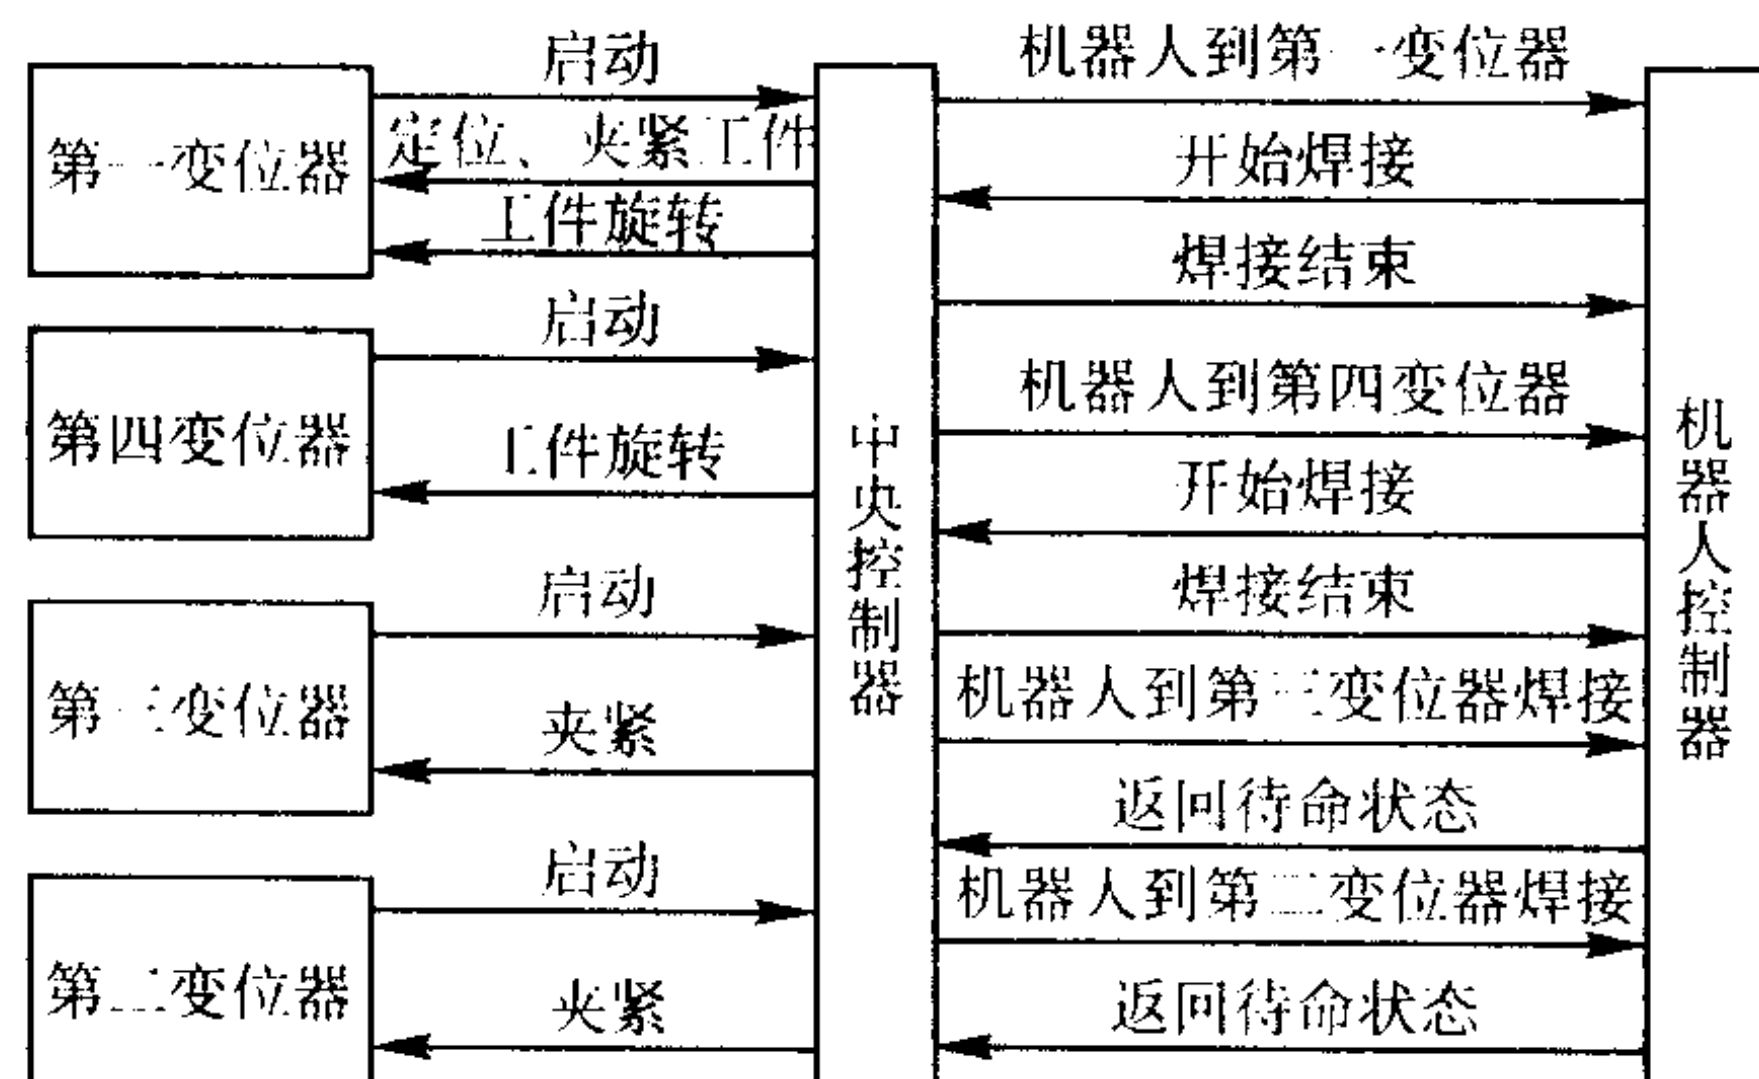 启动
机器人到第一变位器
第一变位器
定位、夹紧工件
开始焊接
工件旋转
焊接结束
启动
机器人到第四变位器
第四变位器
工件旋转
开始焊接
中央控制器
机器人控制器
启动
焊接结束
第三变位器
夹紧
机器人到第三变位器焊接
返回待命状态
启动
机器人到第二变位器焊接
第二变位器
夹紧
返回待命状态